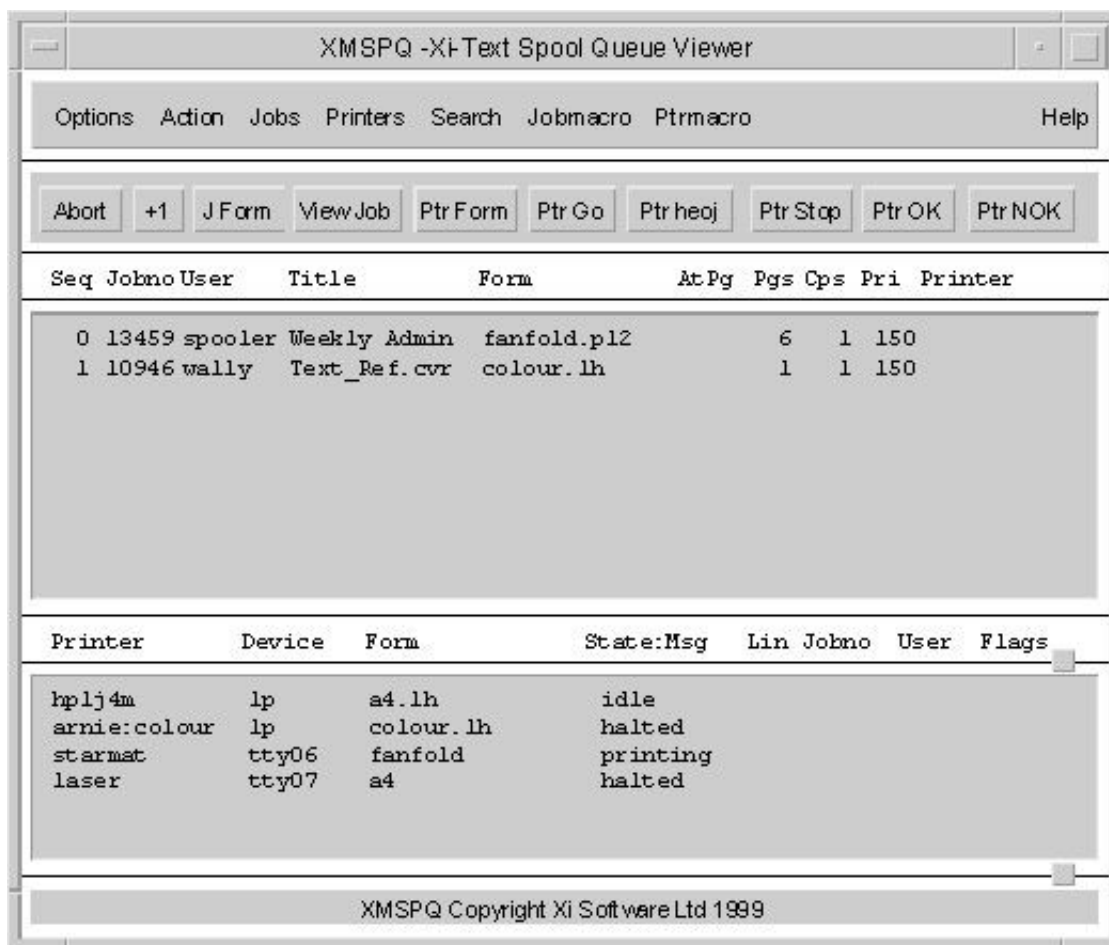 XMSPQ -Xi-Text Spool Queue Viewer
Options Action Jobs Printers Search Jobmacro Ptrmacro Help
Abort +1 J Form View Job Ptr Form Ptr Go Ptr heoj Ptr Stop Ptr OK Ptr NOK
Seq Jobno User Title Form AtPg Pgs Cps Pri Printer
0 13459 spooler Weekly Admin fanfold.pl2 6 1 150
1 10946 wally Text_Ref.cvr colour.lh 1 1 150
Printer Device Form State:Msg Lin Jobno User Flags
hplj4m lp a4.lh idle
arnie:colour lp colour.lh halted
starmat tty06 fanfold printing
laser tty07 a4 halted
XMSPQ Copyright Xi Software Ltd 1999